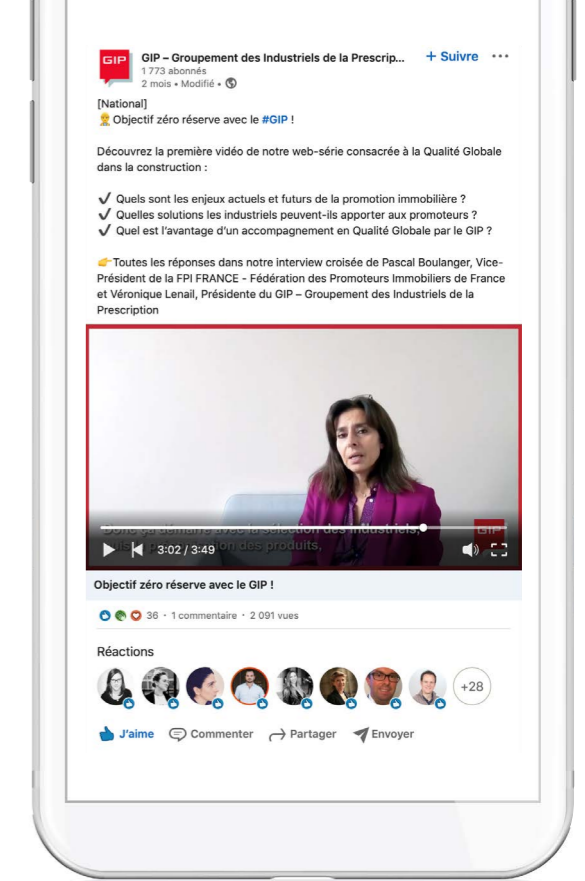 GIP
GIP – Groupement des Industriels de la Prescrip...
+ Suivre
1 773 abonnés
2 mois • Modifié •
[National]
Objectif zéro réserve avec le #GIP !
Découvrez la première vidéo de notre web-série consacrée à la Qualité Globale
dans la construction :
✔ Quels sont les enjeux actuels et futurs de la promotion immobilière ?
✔ Quelles solutions les industriels peuvent-ils apporter aux promoteurs ?
✔ Quel est l'avantage d'un accompagnement en Qualité Globale par le GIP ?
👉Toutes les réponses dans notre interview croisée de Pascal Boulanger, Vice-
Président de la FPI FRANCE - Fédération des Promoteurs Immobiliers de France
et Véronique Lenail, Présidente du GIP – Groupement des Industriels de la
Prescription
Donc ça démarre avec la sélection des industriels,
des produits,
GIP
3:02 / 3:49
Objectif zéro réserve avec le GIP !
36 · 1 commentaire · 2 091 vues
Réactions
+28
J'aime
Commenter
Partager
Envoyer